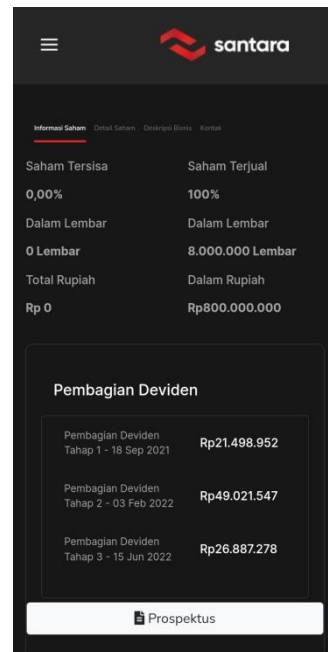 santara
Informasi Saham Detail Saham Deskripsi Bisnis Kontak
Saham Tersisa Saham Terjual
0,00% 100%
Dalam Lembar Dalam Lembar
0 Lembar 8.000.000 Lembar
Total Rupiah Dalam Rupiah
Rp 0 Rp800.000.000
Pembagian Deviden
Pembagian Deviden
Tahap 1 - 18 Sep 2021 Rp21.498.952
Pembagian Deviden
Tahap 2 - 03 Feb 2022 Rp49.021.547
Pembagian Deviden
Tahap 3 - 15 Jun 2022 Rp26.887.278
Prospektus